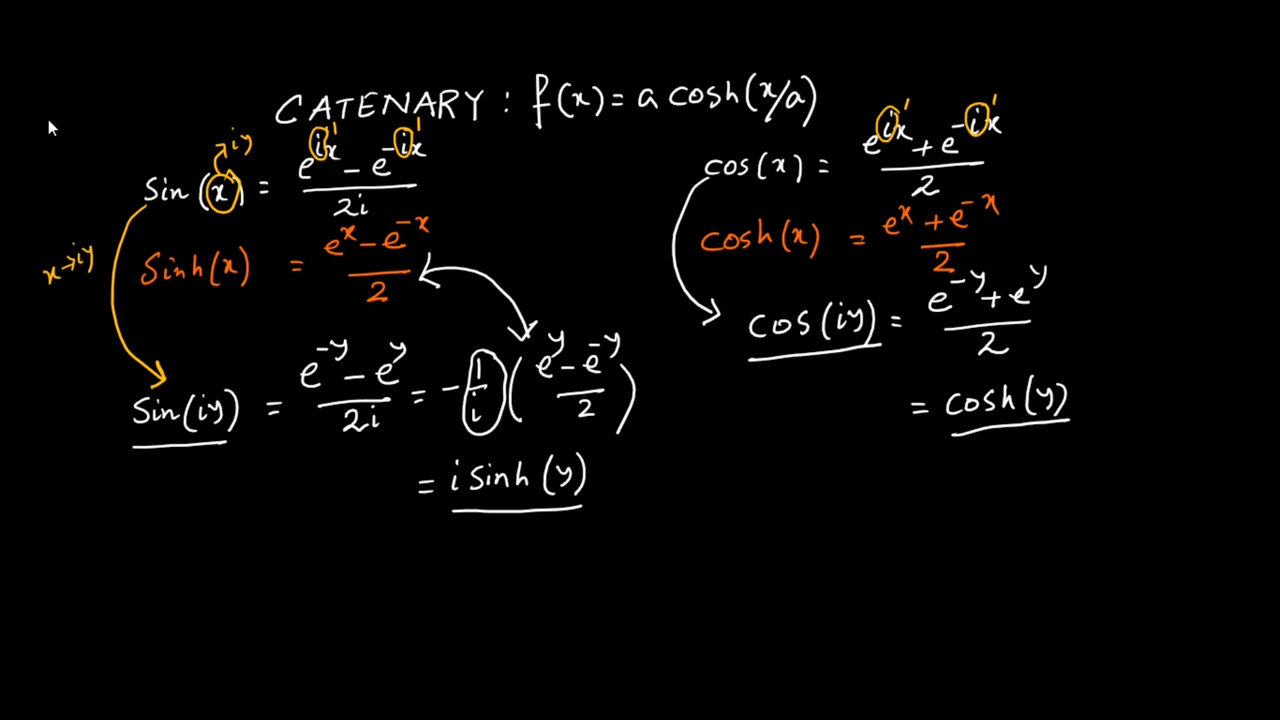 CATENARY : f(x) = a cosh(x/a)
→ iy
sin(x) = (e^{ix'} − e^{−ix'})/2i
sinh(x) = (e^x − e^{−x})/2
x→iy
sin(iy) = (e^{−y} − e^y)/2i = −(1/i)((e^y − e^{−y})/2)
= i sinh(y)
cos(x) = (e^{ix'} + e^{−ix'})/2
cosh(x) = (e^x + e^{−x})/2
cos(iy) = (e^{−y} + e^y)/2
= cosh(y)